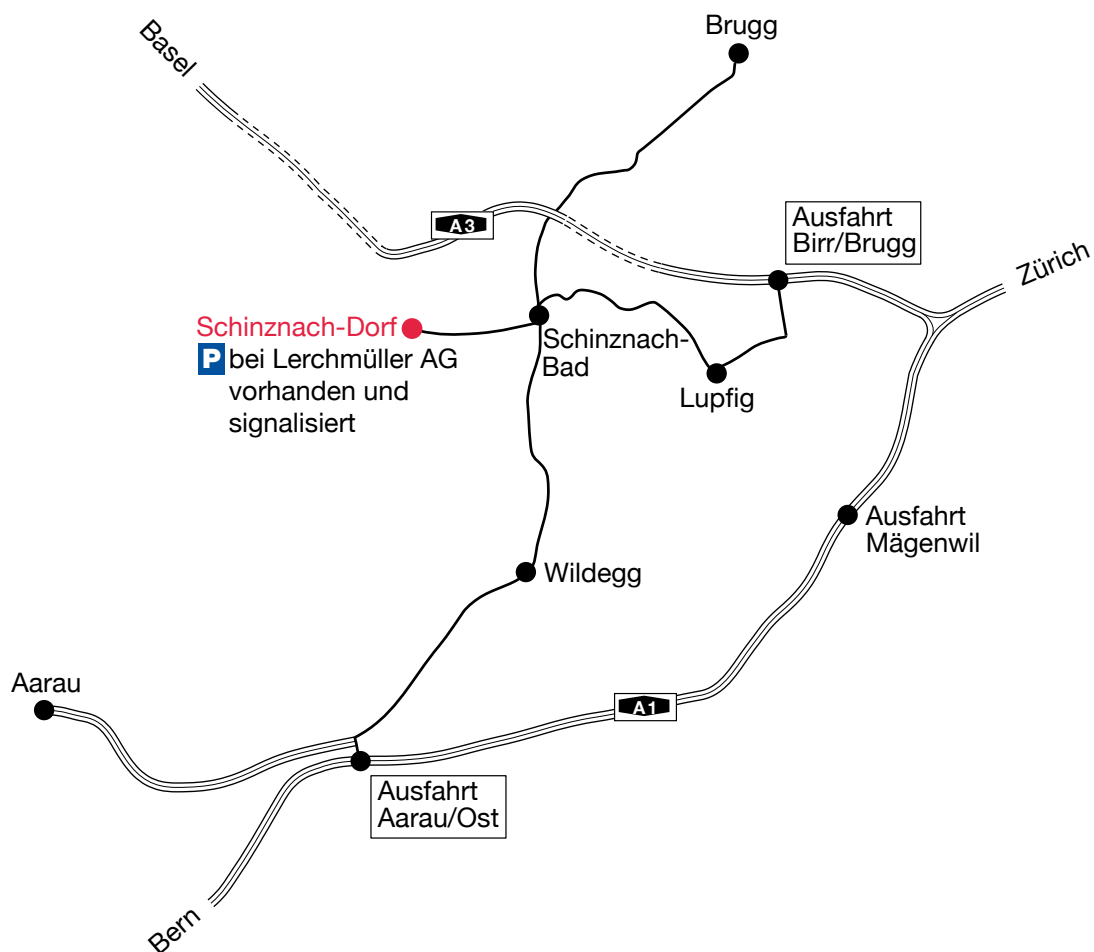 Brugg
Basel
A3
Ausfahrt
Birr/Brugg
Zürich
Schinznach-Dorf
P bei Lerchmüller AG
vorhanden und
signalisiert
Schinznach-
Bad
Lupfig
Ausfahrt
Mägenwil
Wildegg
Aarau
A1
Ausfahrt
Aarau/Ost
Bern